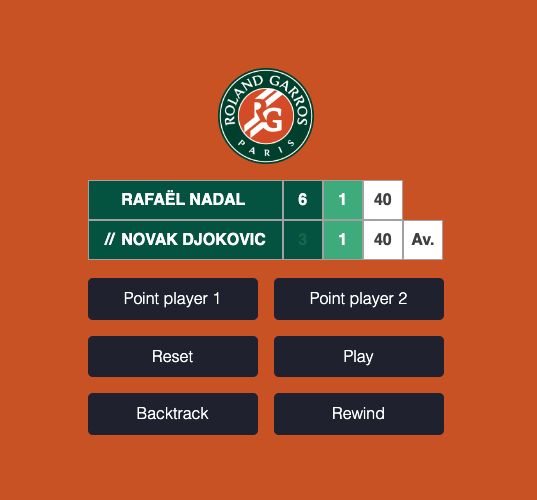 ROLAND GARROS
RG
PARIS
RAFAËL NADAL 6 1 40
// NOVAK DJOKOVIC 3 1 40 Av.
Point player 1 Point player 2
Reset Play
Backtrack Rewind